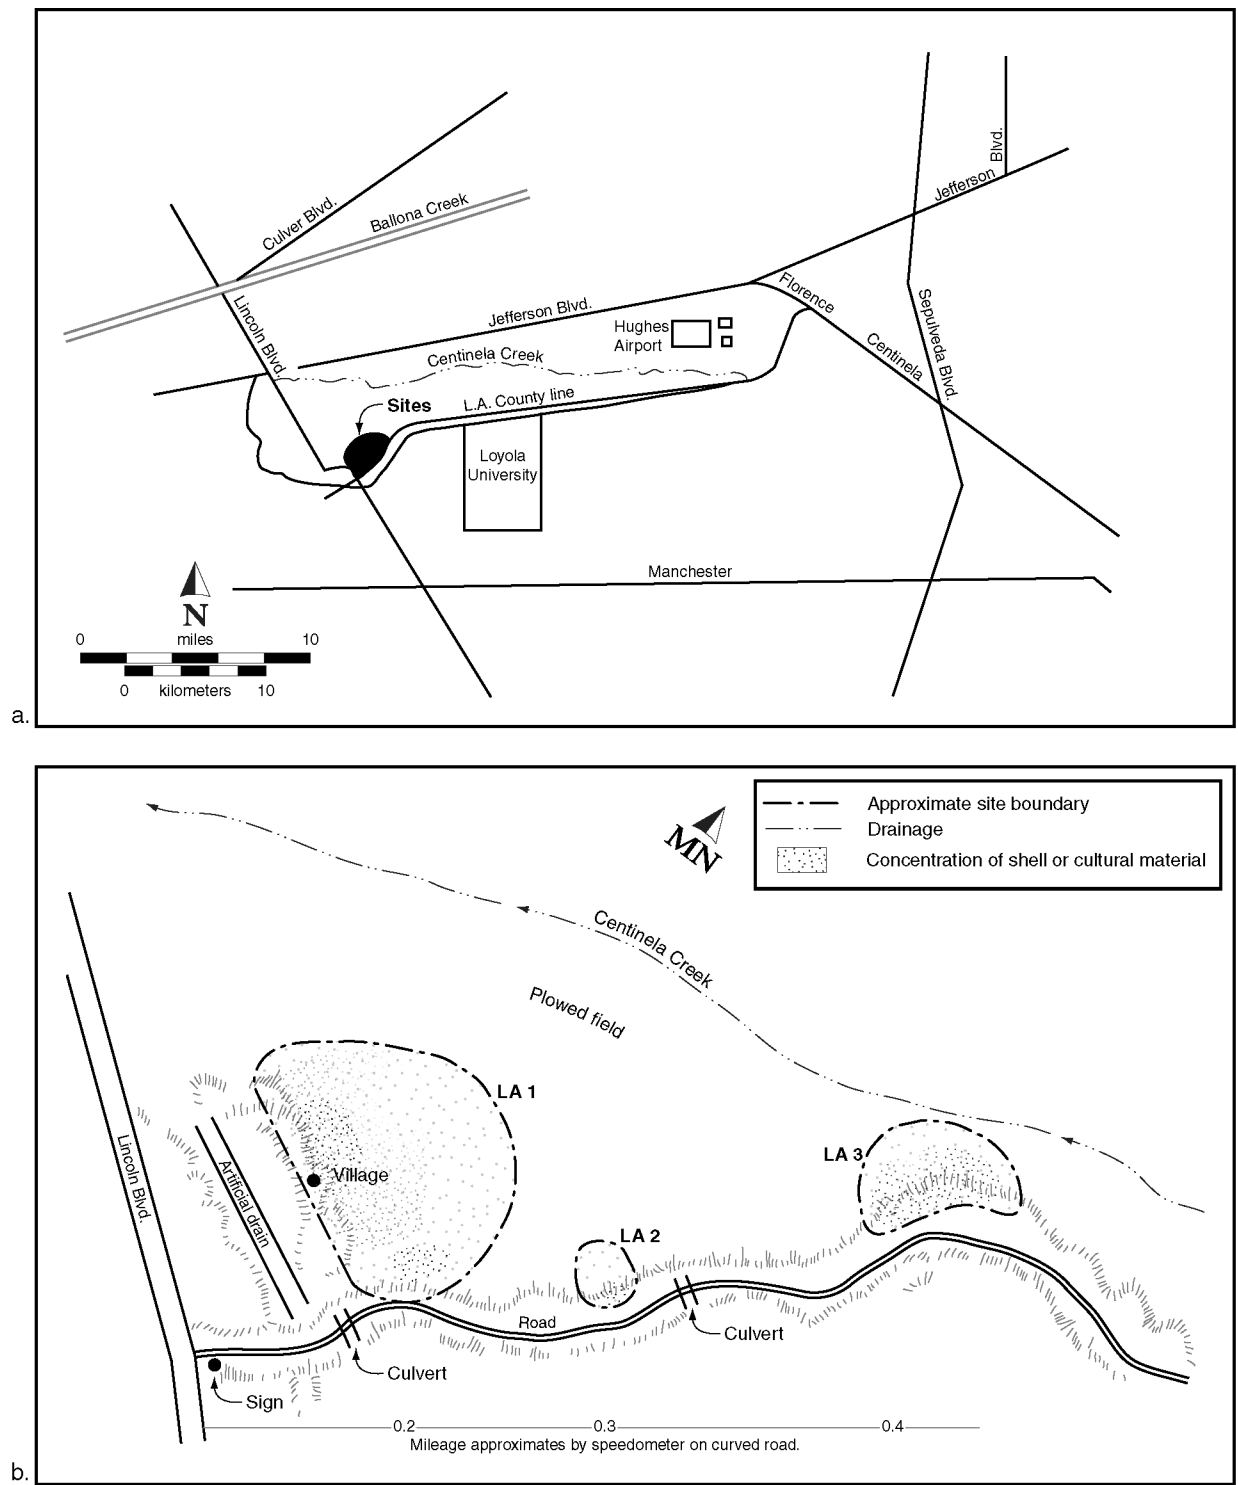 Blvd.
Jefferson
Culver Blvd.
Ballona Creek
Lincoln Blvd.
Jefferson Blvd.
Florence
Hughes
Airport
Sepulveda Blvd.
Centinela
Centinela Creek
L.A. County line
Sites
Loyola
University
Manchester
N
0 miles 10
0 kilometers 10
a.
Approximate site boundary
Drainage
Concentration of shell or cultural material
MN
Centinela Creek
Plowed field
LA 1
LA 3
Lincoln Blvd.
Artificial drain
Village
LA 2
Road
Culvert
Culvert
Sign
0.2 0.3 0.4
Mileage approximates by speedometer on curved road.
b.